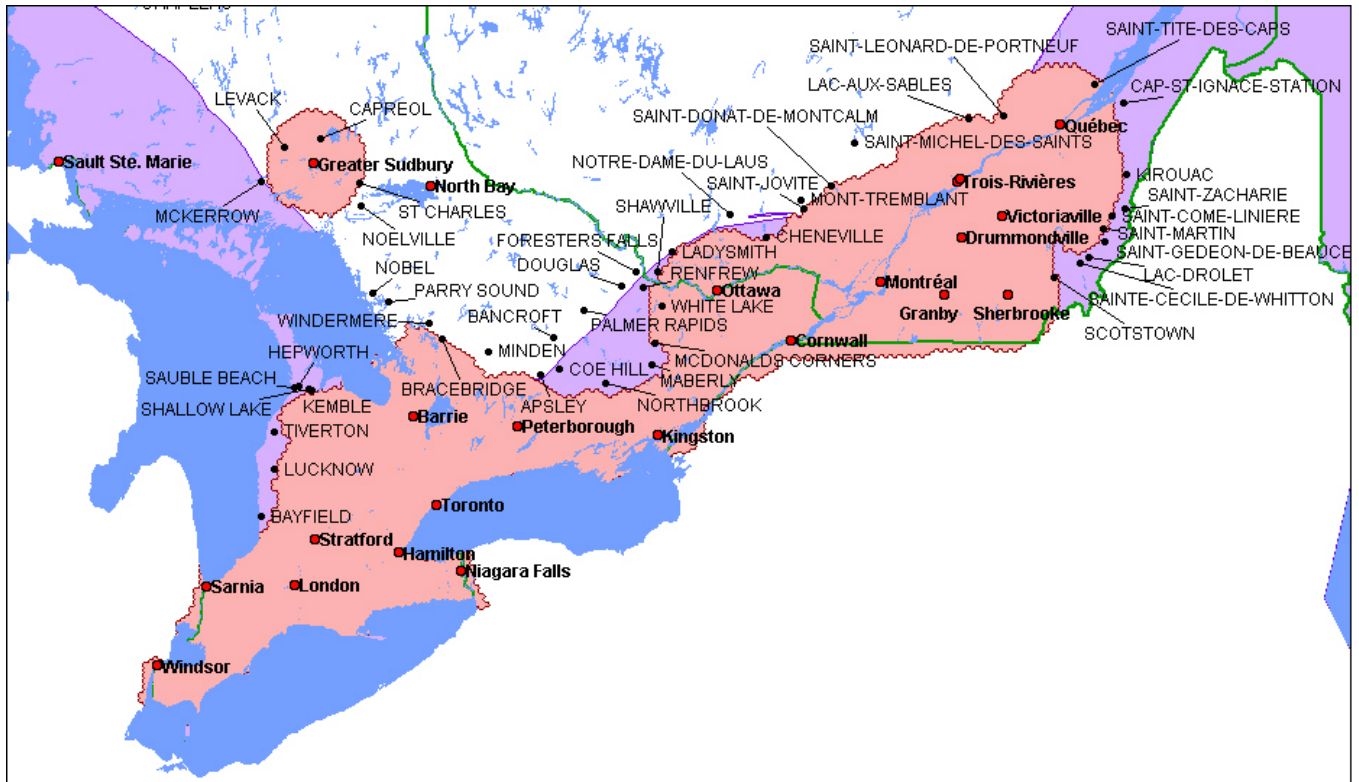 SAINT-TITE-DES-CAPS
SAINT-LEONARD-DE-PORTNEUF
LAC-AUX-SABLES
CAP-ST-IGNACE-STATION
LEVACK
CAPREOL
SAINT-DONAT-DE-MONTCALM
Québec
SAINT-MICHEL-DES-SAINTS
Sault Ste. Marie
Greater Sudbury
NOTRE-DAME-DU-LAUS
KIROUAC
North Bay
SAINT-JOVITE
Trois-Rivières
MCKERROW
ST CHARLES
SHAWVILLE
MONT-TREMBLANT
SAINT-ZACHARIE
Victoriaville
SAINT-COME-LINIERE
NOELVILLE
FORESTERS FALLS
CHENEVILLE
Drummondville
SAINT-MARTIN
LADYSMITH
SAINT-GEDEON-DE-BEAUCE
NOBEL
DOUGLAS
RENFREW
LAC-DROLET
PARRY SOUND
Ottawa
Montréal
SAINTE-CECILE-DE-WHITTON
WHITE LAKE
Granby
Sherbrooke
WINDERMERE
BANCROFT
PALMER RAPIDS
SCOTSTOWN
HEPWORTH
MINDEN
Cornwall
MCDONALDS CORNERS
SAUBLE BEACH
BRACEBRIDGE
COE HILL
MABERLY
SHALLOW LAKE
KEMBLE
APSLEY
NORTHBROOK
Barrie
TIVERTON
Peterborough
Kingston
LUCKNOW
Toronto
BAYFIELD
Stratford
Hamilton
Niagara Falls
Sarnia
London
Windsor